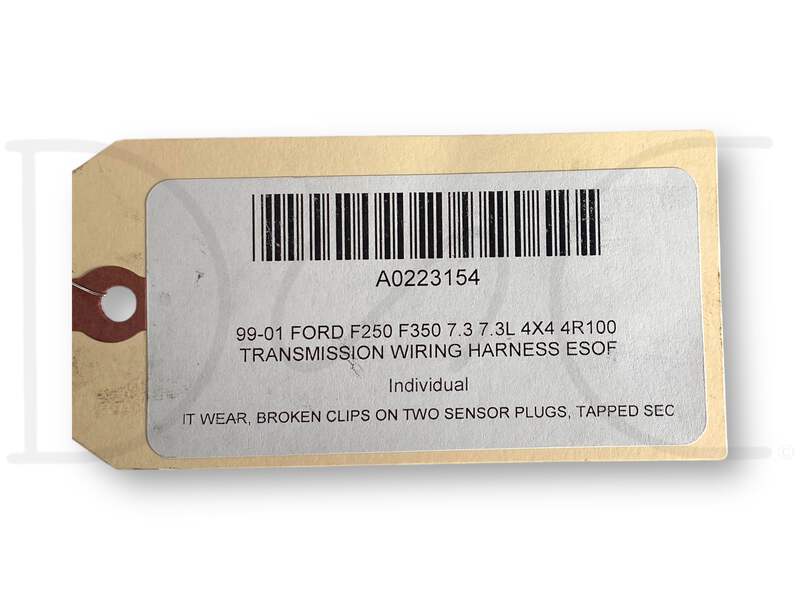 A0223154
99-01 FORD F250 F350 7.3 7.3L 4X4 4R100
TRANSMISSION WIRING HARNESS ESOF
Individual
IT WEAR, BROKEN CLIPS ON TWO SENSOR PLUGS, TAPPED SEC
©